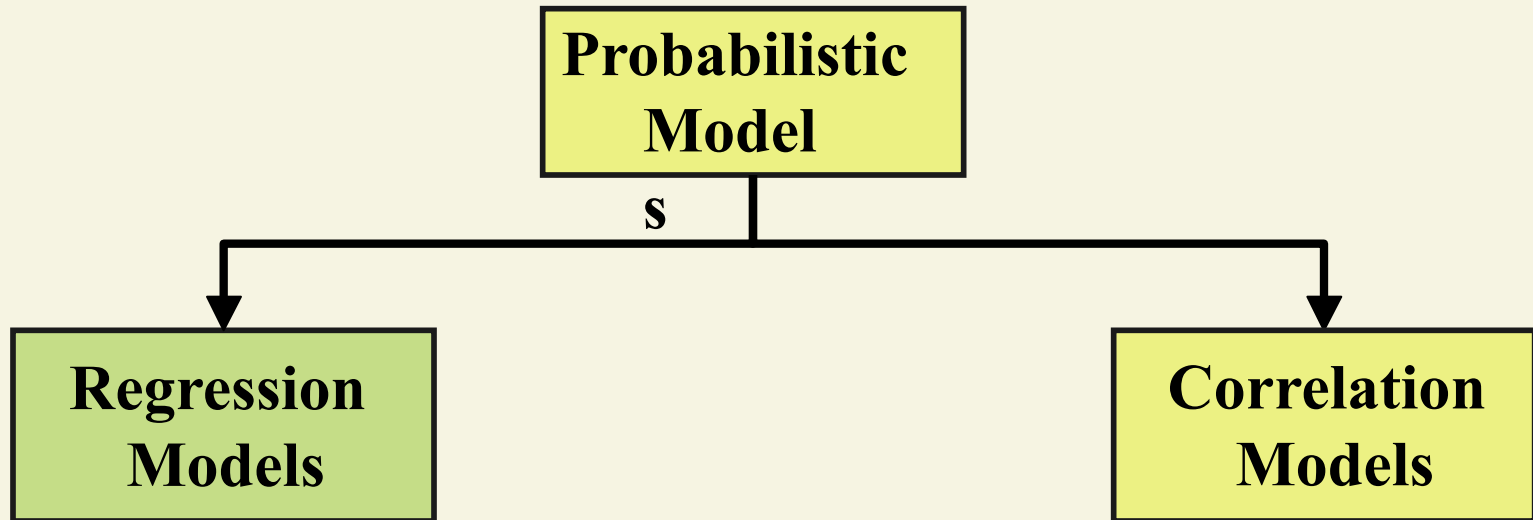 Probabilistic
Model
s
Regression
Models
Correlation
Models